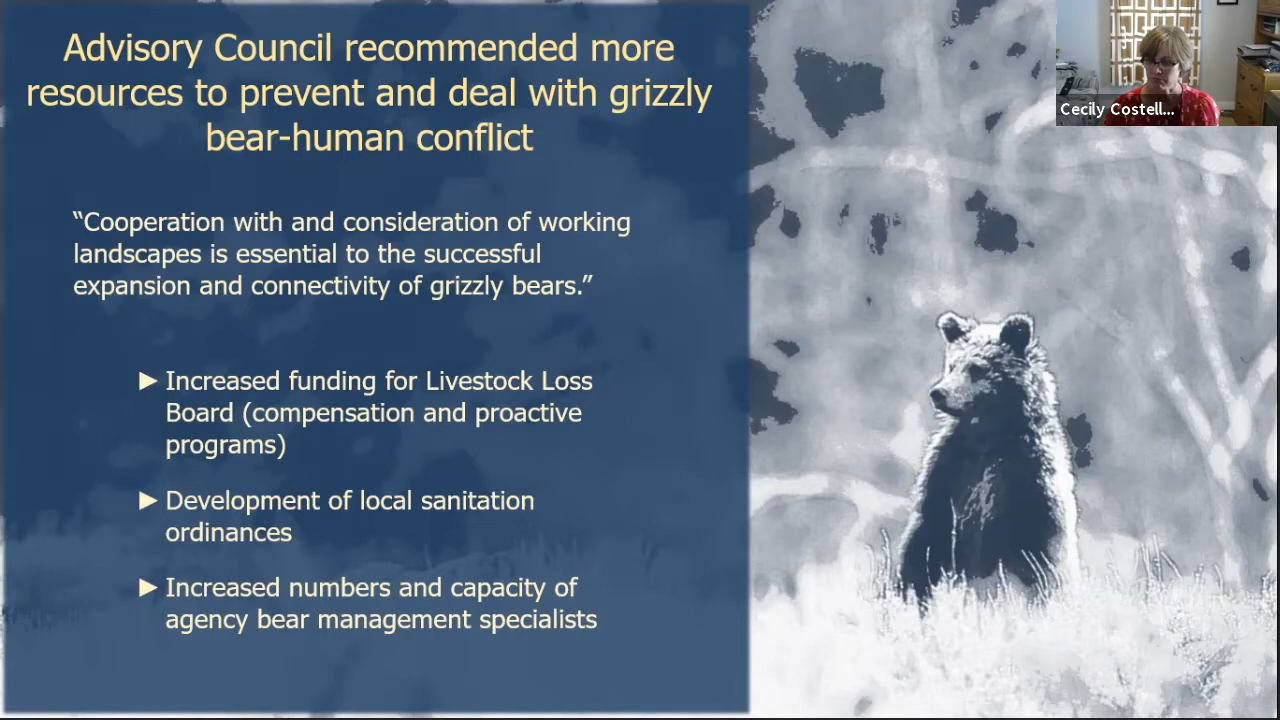 Advisory Council recommended more
resources to prevent and deal with grizzly
bear-human conflict
“Cooperation with and consideration of working
landscapes is essential to the successful
expansion and connectivity of grizzly bears.”
► Increased funding for Livestock Loss
Board (compensation and proactive
programs)
► Development of local sanitation
ordinances
► Increased numbers and capacity of
agency bear management specialists
Cecily Costell...